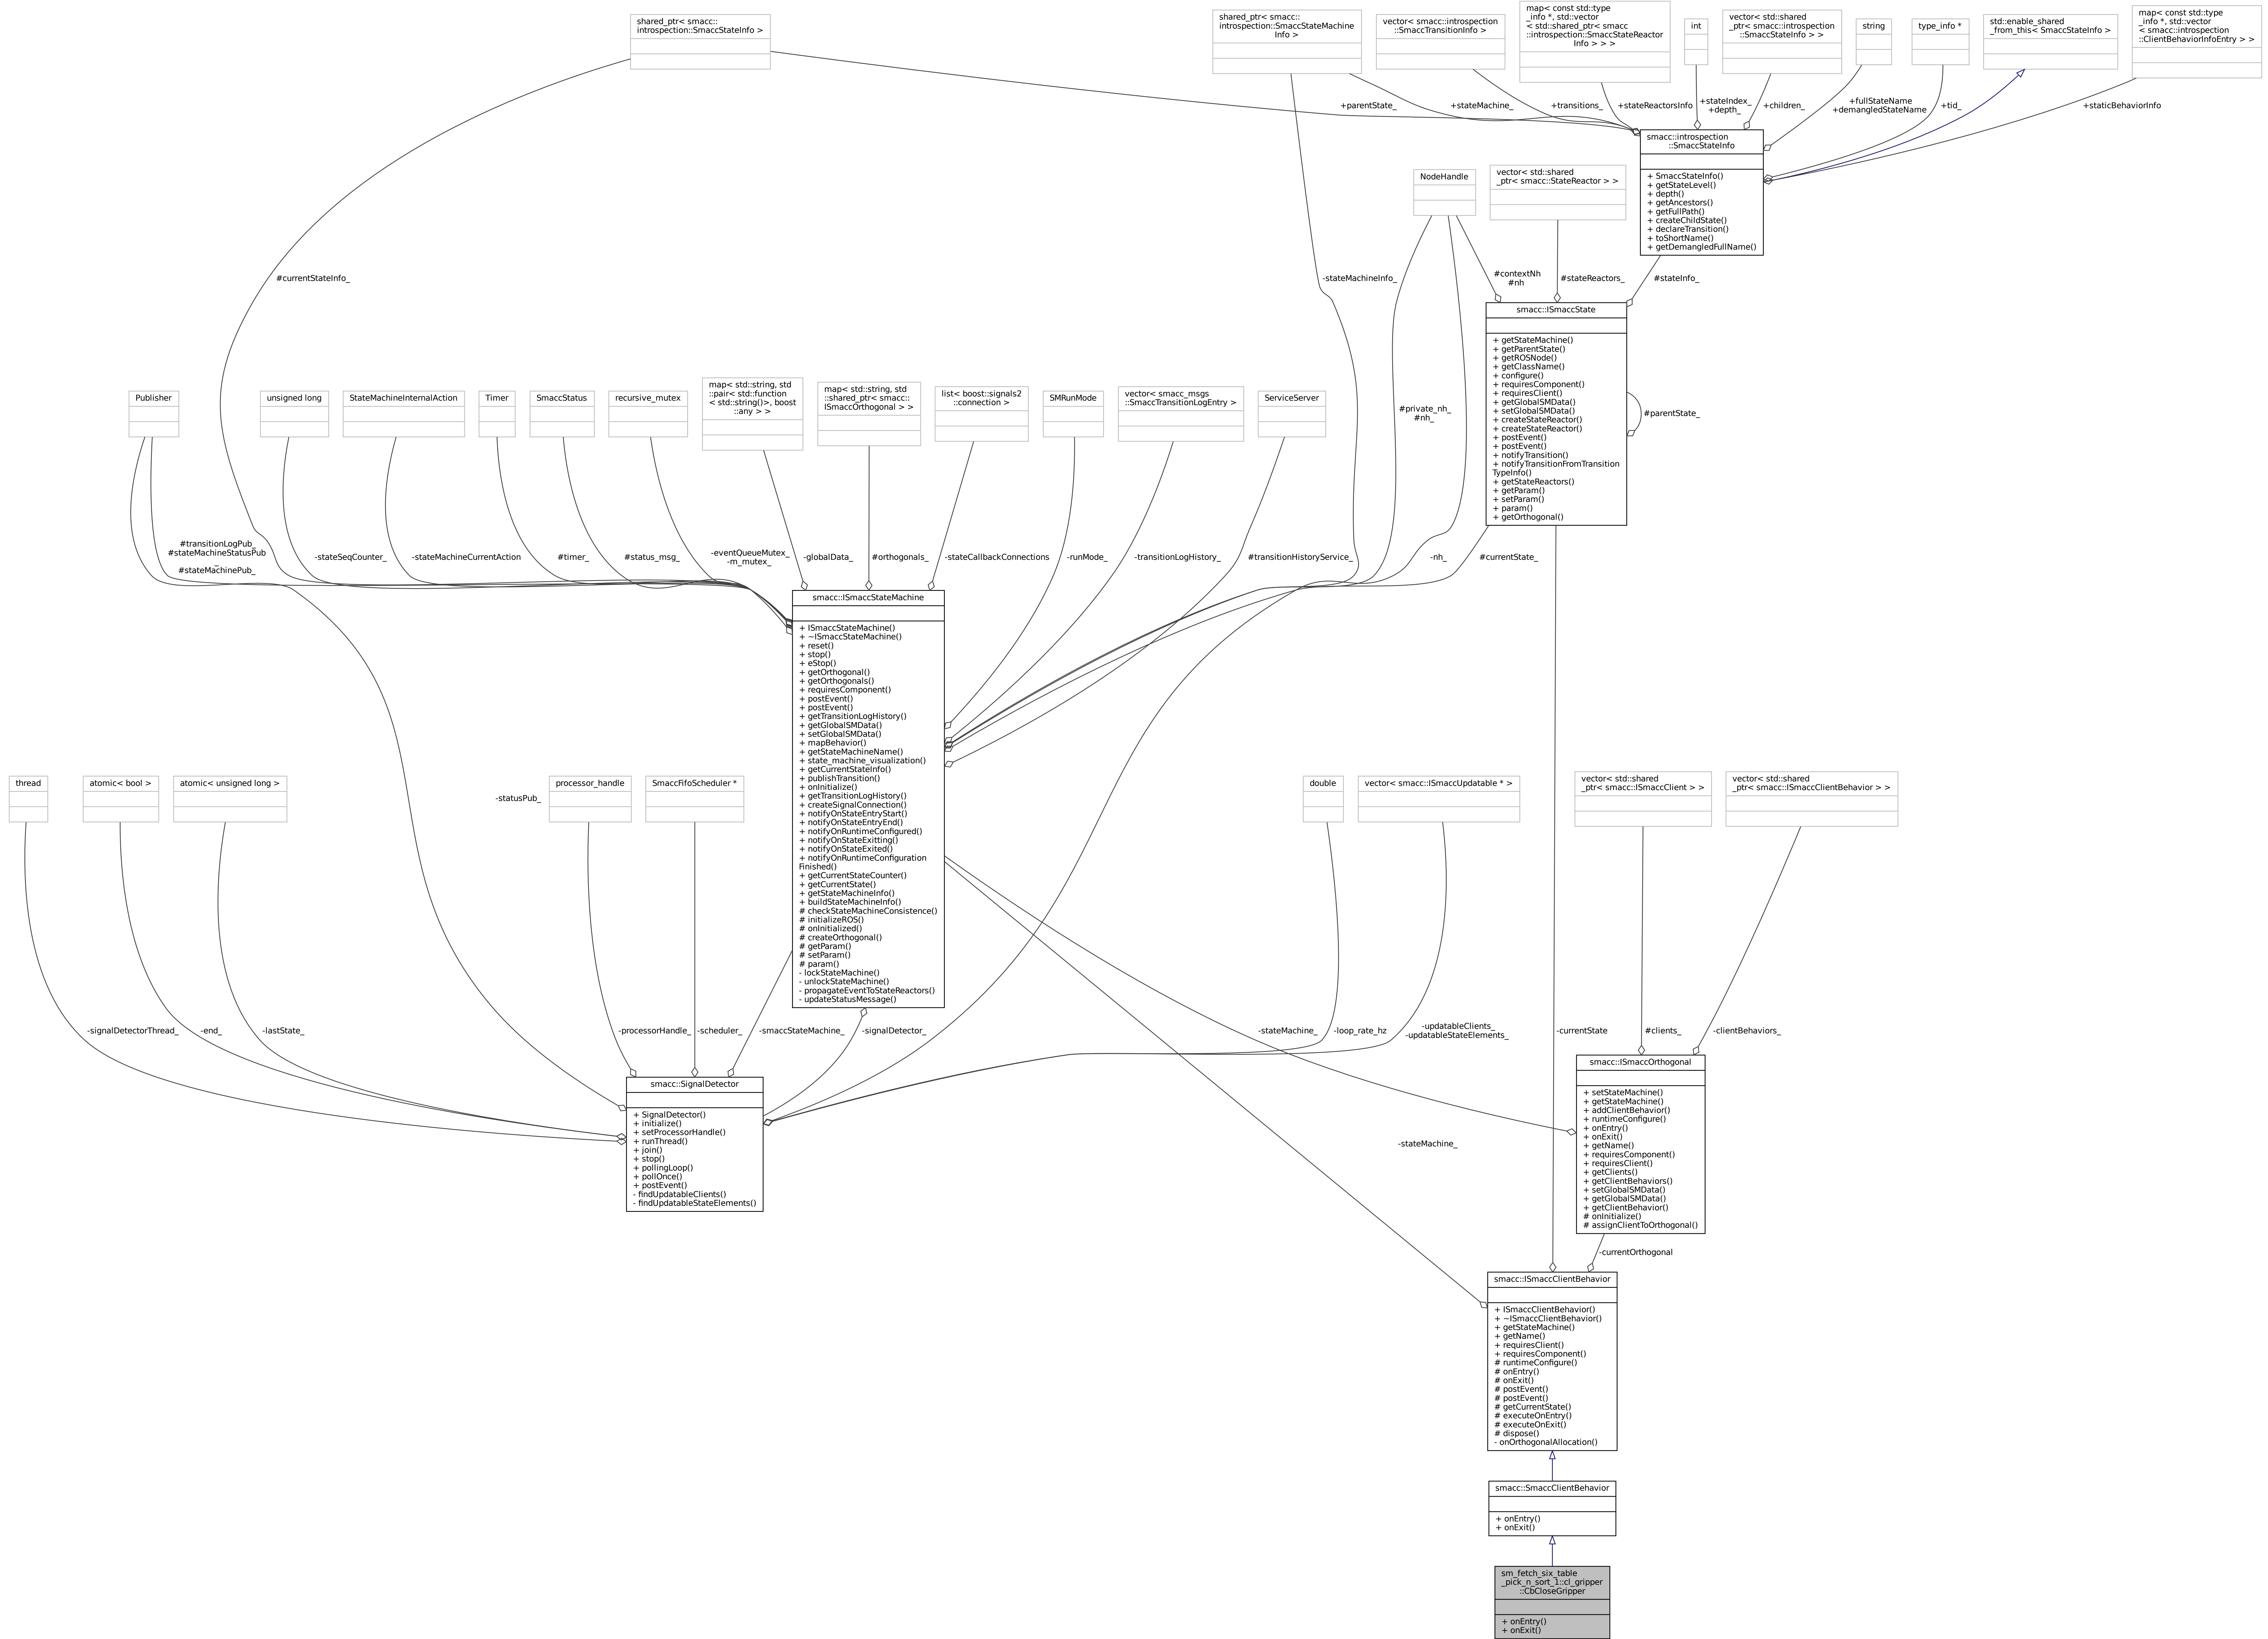 shared_ptr< smacc::
introspection::SmaccStateInfo >
shared_ptr< smacc::
introspection::SmaccStateMachine
Info >
vector< smacc::introspection
::SmaccTransitionInfo >
map< const std::type
_info *, std::vector
< std::shared_ptr< smacc
::introspection::SmaccStateReactor
Info > > >
int
vector< std::shared
_ptr< smacc::introspection
::SmaccStateInfo > >
string
type_info *
std::enable_shared
_from_this< SmaccStateInfo >
map< const std::type
_info *, std::vector
< smacc::introspection
::ClientBehaviorInfoEntry > >
+parentState_
+stateMachine_
+transitions_
+stateReactorsInfo
+stateIndex_
+depth_
+children_
+fullStateName
+demangledStateName
+tid_
+staticBehaviorInfo
smacc::introspection
::SmaccStateInfo
+ SmaccStateInfo()
+ getStateLevel()
+ depth()
+ getAncestors()
+ getFullPath()
+ createChildState()
+ declareTransition()
+ toShortName()
+ getDemangledFullName()
NodeHandle
vector< std::shared
_ptr< smacc::StateReactor > >
#currentStateInfo_
-stateMachineInfo_
#contextNh
#nh
#stateReactors_
#stateInfo_
smacc::ISmaccState
+ getStateMachine()
+ getParentState()
+ getROSNode()
+ getClassName()
+ configure()
+ requiresComponent()
+ requiresClient()
+ getGlobalSMData()
+ setGlobalSMData()
+ createStateReactor()
+ createStateReactor()
+ postEvent()
+ postEvent()
+ notifyTransition()
+ notifyTransitionFromTransition
TypeInfo()
+ getStateReactors()
+ getParam()
+ setParam()
+ param()
+ getOrthogonal()
#parentState_
#private_nh_
#nh_
Publisher
unsigned long
StateMachineInternalAction
Timer
SmaccStatus
recursive_mutex
map< std::string, std
::pair< std::function
< std::string()>, boost
::any > >
map< std::string, std
::shared_ptr< smacc::
ISmaccOrthogonal > >
list< boost::signals2
::connection >
SMRunMode
vector< smacc_msgs
::SmaccTransitionLogEntry >
ServiceServer
#transitionLogPub_
#stateMachineStatusPub
_
#stateMachinePub_
-stateSeqCounter_
-stateMachineCurrentAction
#timer_
#status_msg_
-eventQueueMutex_
-m_mutex_
-globalData_
#orthogonals_
-stateCallbackConnections
-runMode_
-transitionLogHistory_
#transitionHistoryService_
-nh_
#currentState_
smacc::ISmaccStateMachine
+ ISmaccStateMachine()
+ ~ISmaccStateMachine()
+ reset()
+ stop()
+ eStop()
+ getOrthogonal()
+ getOrthogonals()
+ requiresComponent()
+ postEvent()
+ postEvent()
+ getTransitionLogHistory()
+ getGlobalSMData()
+ setGlobalSMData()
+ mapBehavior()
+ getStateMachineName()
+ state_machine_visualization()
+ getCurrentStateInfo()
+ publishTransition()
+ onInitialize()
+ getTransitionLogHistory()
+ createSignalConnection()
+ notifyOnStateEntryStart()
+ notifyOnStateEntryEnd()
+ notifyOnRuntimeConfigured()
+ notifyOnStateExitting()
+ notifyOnStateExited()
+ notifyOnRuntimeConfiguration
Finished()
+ getCurrentStateCounter()
+ getCurrentState()
+ getStateMachineInfo()
+ buildStateMachineInfo()
# checkStateMachineConsistence()
# initializeROS()
# onInitialized()
# createOrthogonal()
# getParam()
# setParam()
# param()
- lockStateMachine()
- unlockStateMachine()
- propagateEventToStateReactors()
- updateStatusMessage()
thread
atomic< bool >
atomic< unsigned long >
-statusPub_
processor_handle
SmaccFifoScheduler *
double
vector< smacc::ISmaccUpdatable * >
vector< std::shared
_ptr< smacc::ISmaccClient > >
vector< std::shared
_ptr< smacc::ISmaccClientBehavior > >
-signalDetectorThread_
-end_
-lastState_
-processorHandle_
-scheduler_
-smaccStateMachine_
-signalDetector_
-stateMachine_
-loop_rate_hz
-updatableClients_
-updatableStateElements_
-currentState
#clients_
-clientBehaviors_
smacc::SignalDetector
+ SignalDetector()
+ initialize()
+ setProcessorHandle()
+ runThread()
+ join()
+ stop()
+ pollingLoop()
+ pollOnce()
+ postEvent()
- findUpdatableClients()
- findUpdatableStateElements()
smacc::ISmaccOrthogonal
+ setStateMachine()
+ getStateMachine()
+ addClientBehavior()
+ runtimeConfigure()
+ onEntry()
+ onExit()
+ getName()
+ requiresComponent()
+ requiresClient()
+ getClients()
+ getClientBehaviors()
+ setGlobalSMData()
+ getGlobalSMData()
+ getClientBehavior()
# onInitialize()
# assignClientToOrthogonal()
-stateMachine_
-currentOrthogonal
smacc::ISmaccClientBehavior
+ ISmaccClientBehavior()
+ ~ISmaccClientBehavior()
+ getStateMachine()
+ getName()
+ requiresClient()
+ requiresComponent()
# runtimeConfigure()
# onEntry()
# onExit()
# postEvent()
# postEvent()
# getCurrentState()
# executeOnEntry()
# executeOnExit()
# dispose()
- onOrthogonalAllocation()
smacc::SmaccClientBehavior
+ onEntry()
+ onExit()
sm_fetch_six_table
_pick_n_sort_1::cl_gripper
::CbCloseGripper
+ onEntry()
+ onExit()